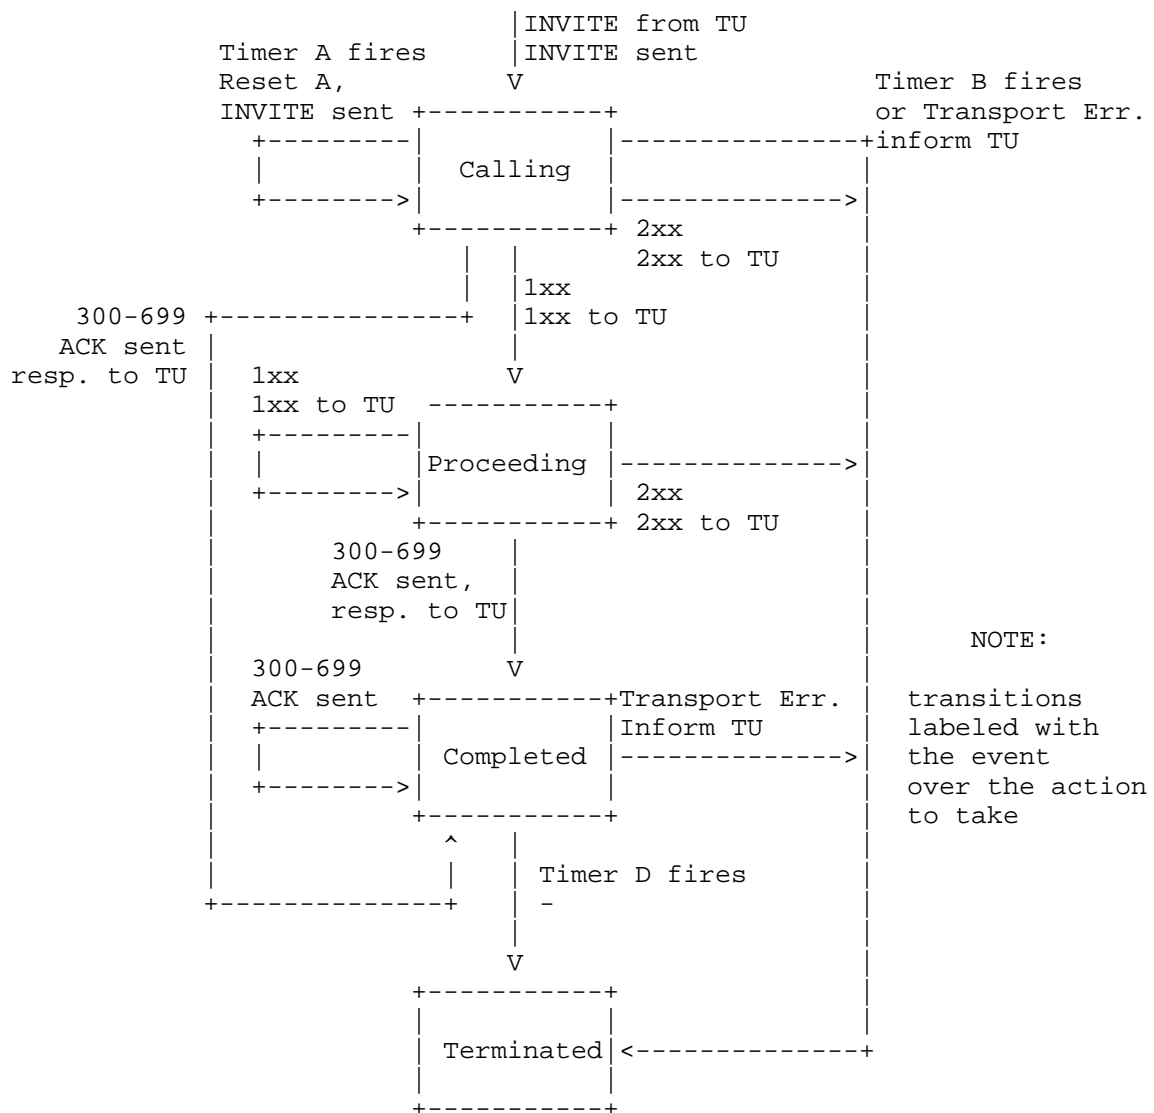 INVITE from TU
Timer A fires INVITE sent
Reset A, V Timer B fires
INVITE sent or Transport Err.
inform TU
Calling
2xx
2xx to TU
1xx
300-699 1xx to TU
ACK sent
resp. to TU 1xx V
1xx to TU
Proceeding
2xx
2xx to TU
300-699
ACK sent,
resp. to TU
NOTE:
300-699 V
ACK sent Transport Err. transitions
Inform TU labeled with
Completed the event
over the action
to take
Timer D fires
-
V
Terminated